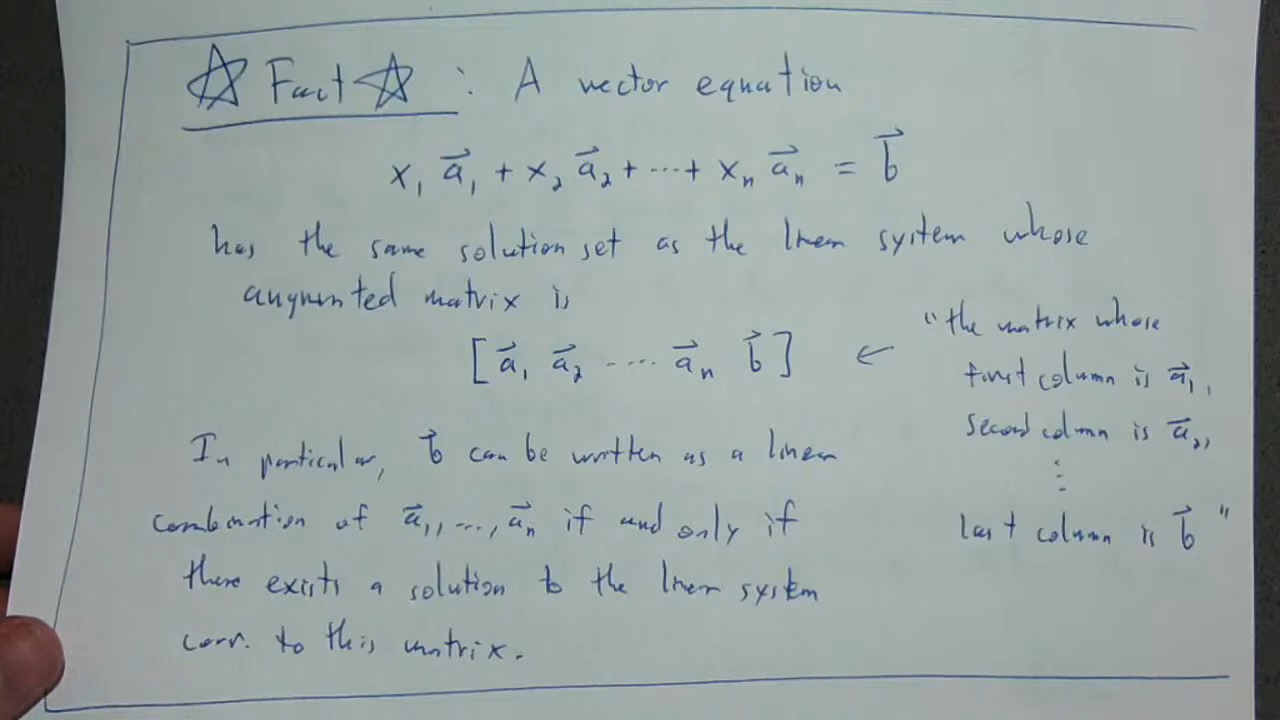 ☆ Fact ☆ : A vector equation
x₁ a⃗₁ + x₂ a⃗₂ + ··· + xₙ a⃗ₙ = b⃗
has the same solution set as the linear system whose
augmented matrix is
[a⃗₁ a⃗₂ ····· a⃗ₙ b⃗] ←
"the matrix whose
first column is a⃗₁,
second column is a⃗₂,
⋮
last column is b⃗"
In particular, b⃗ can be written as a linear
combination of a⃗₁, ..., a⃗ₙ if and only if
there exists a solution to the linear system
corr. to this matrix.